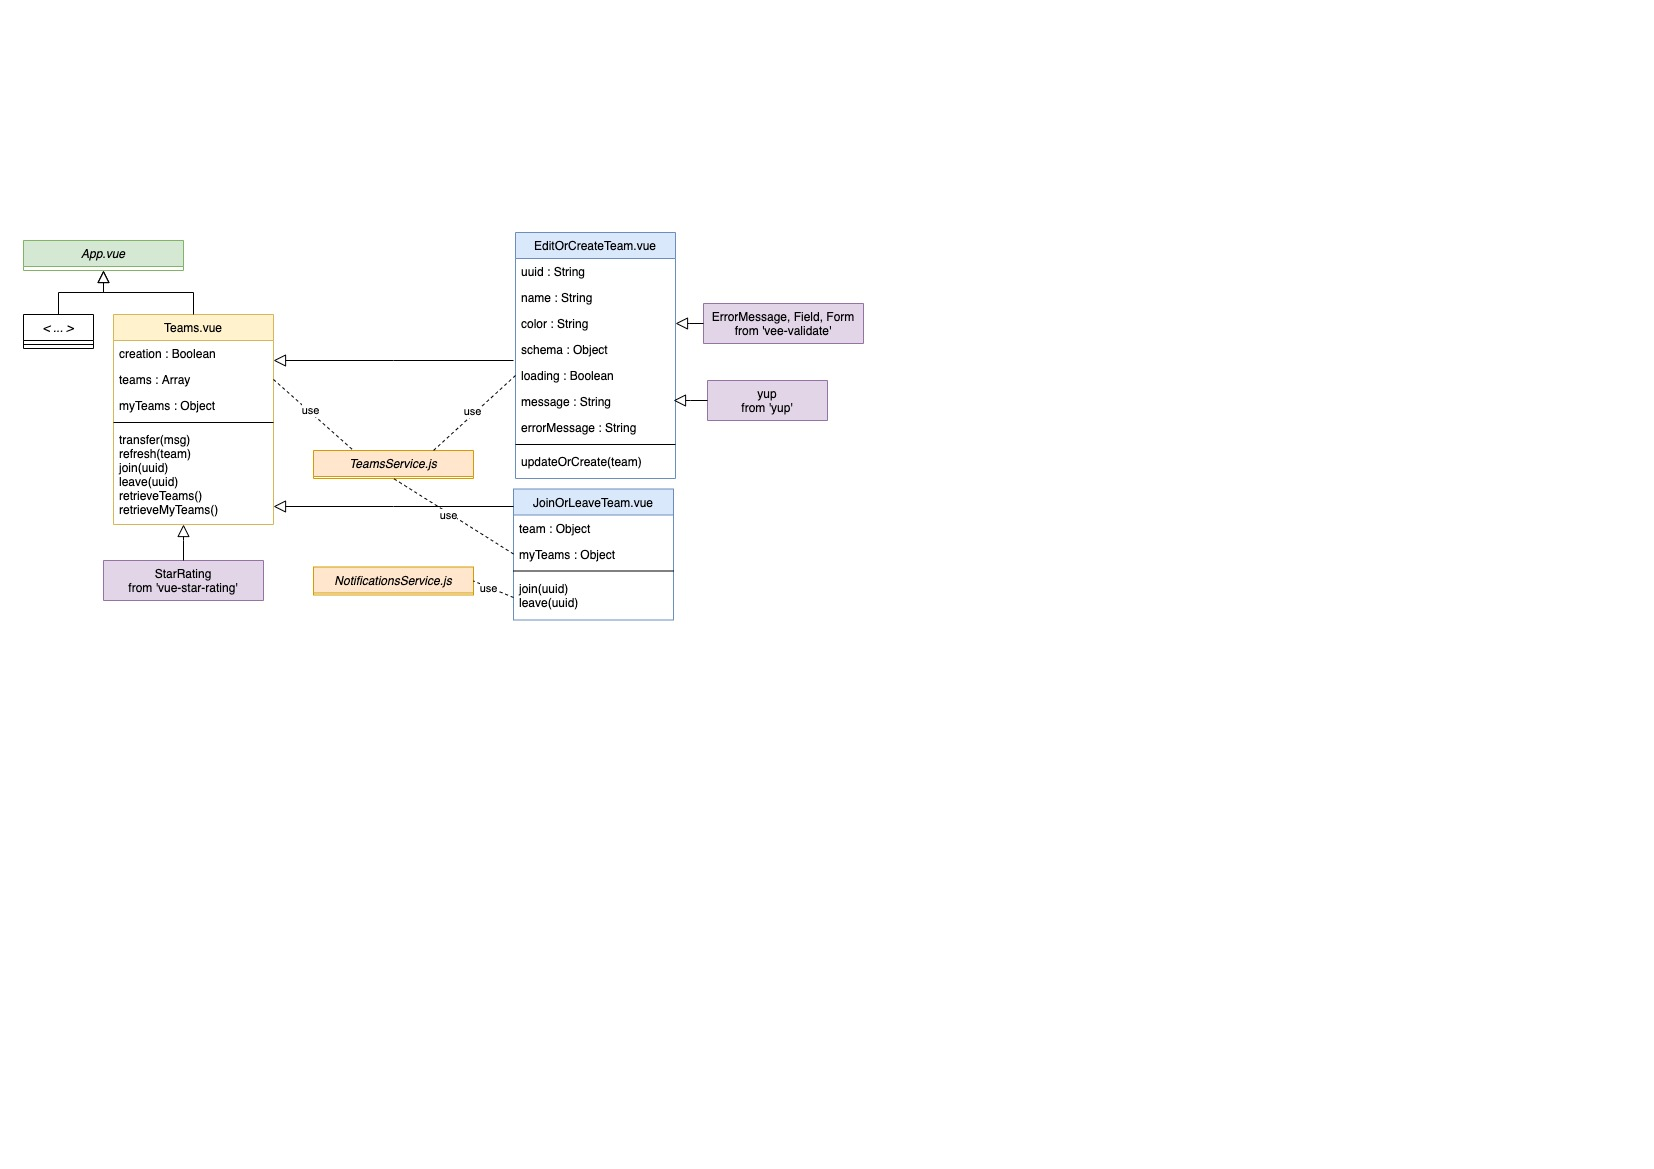 App.vue
< ... >
Teams.vue
creation : Boolean
teams : Array
myTeams : Object
transfer(msg)
refresh(team)
join(uuid)
leave(uuid)
retrieveTeams()
retrieveMyTeams()
StarRating
from 'vue-star-rating'
use
use
TeamsService.js
use
NotificationsService.js
use
EditOrCreateTeam.vue
uuid : String
name : String
color : String
schema : Object
loading : Boolean
message : String
errorMessage : String
updateOrCreate(team)
JoinOrLeaveTeam.vue
team : Object
myTeams : Object
join(uuid)
leave(uuid)
ErrorMessage, Field, Form
from 'vee-validate'
yup
from 'yup'